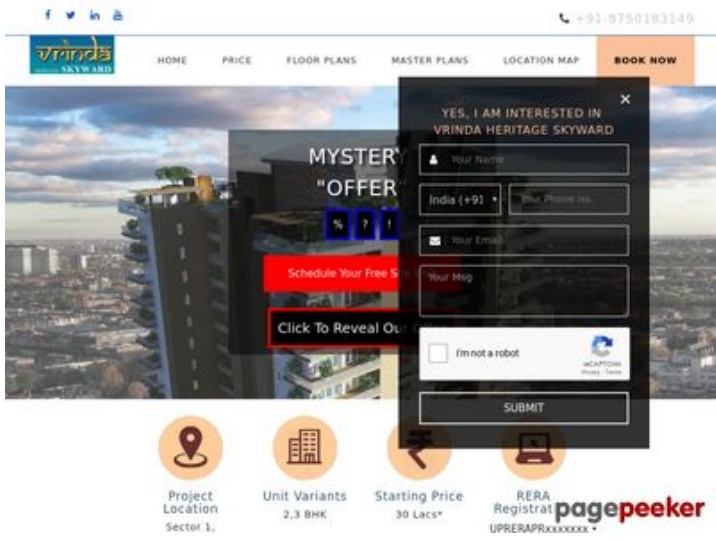 +91-8750183149
vrinda
SKYWARD
HOME PRICE FLOOR PLANS MASTER PLANS LOCATION MAP BOOK NOW
×
YES, I AM INTERESTED IN
VRINDA HERITAGE SKYWARD
Your Name
India (+91
Your Phone no.
Your Email
Your Msg
I'm not a robot
reCAPTCHA
Privacy - Terms
SUBMIT
MYSTERY
"OFFER
% ? !
Schedule Your Free
Click To Reveal Our
Project
Location
Sector 1,
Unit Variants
2,3 BHK
Starting Price
30 Lacs*
RERA
Registrat
UPRERAPRxxxxxxx
pagepeeker